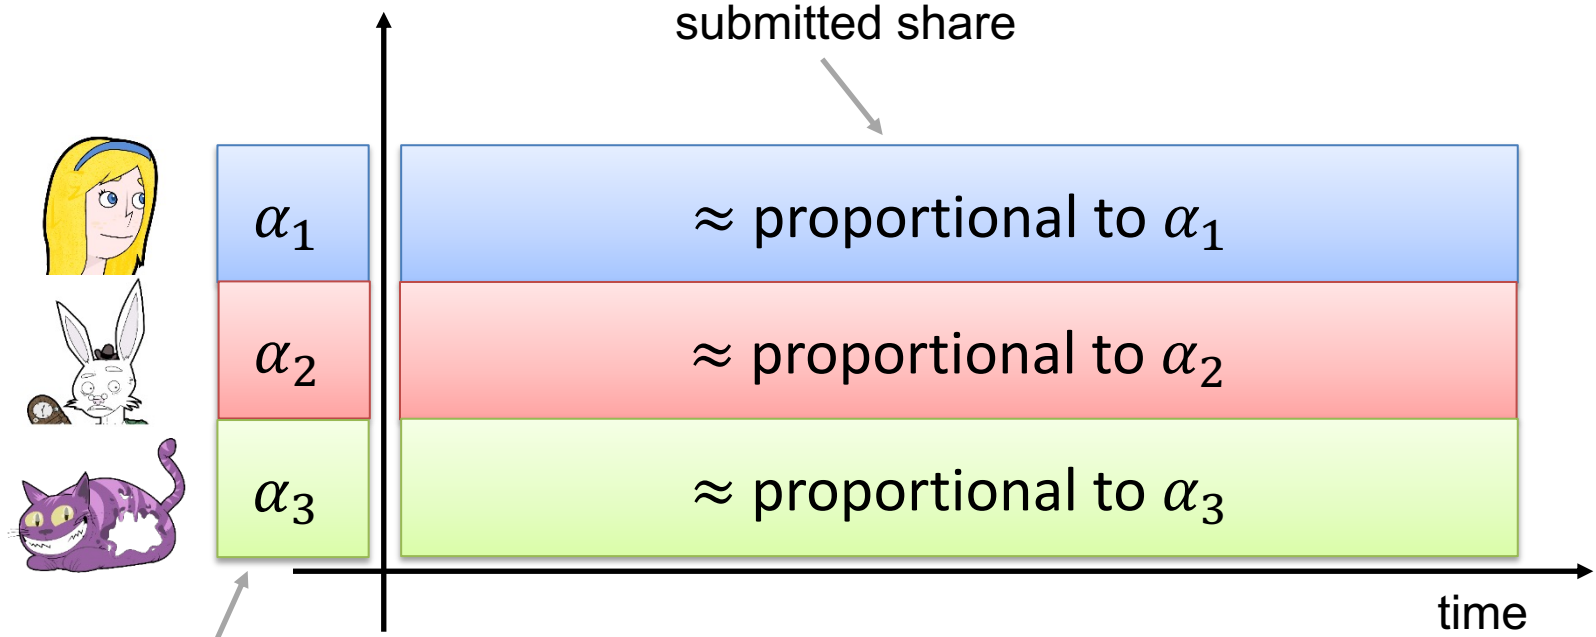 submitted share
α₁ ≈ proportional to α₁
α₂ ≈ proportional to α₂
α₃ ≈ proportional to α₃
time